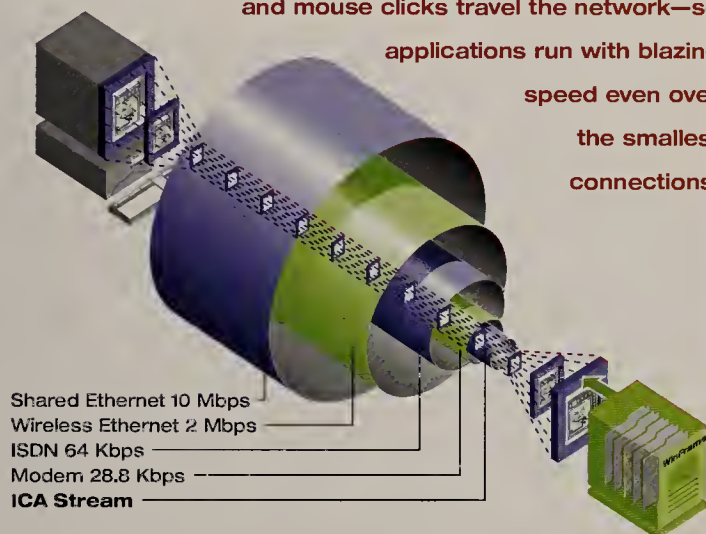 and mouse clicks travel the network—s
applications run with blazin
speed even ove
the smalles
connections
Shared Ethernet 10 Mbps
Wireless Ethernet 2 Mbps
ISDN 64 Kbps
Modem 28.8 Kbps
ICA Stream
WinFrame